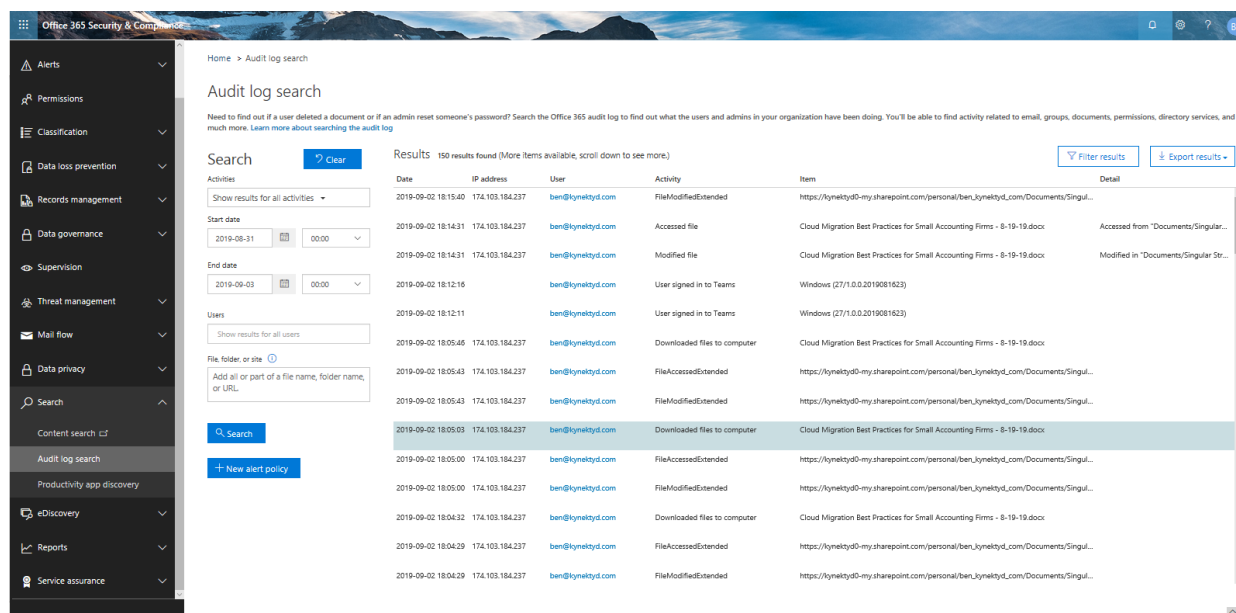 Office 365 Security & Compliance
Home > Audit log search
Alerts
Permissions
Classification
Data loss prevention
Records management
Data governance
Supervision
Threat management
Mail flow
Data privacy
Search
Content search
Audit log search
Productivity app discovery
eDiscovery
Reports
Service assurance
Audit log search
Need to find out if a user deleted a document or if an admin reset someone's password? Search the Office 365 audit log to find out what the users and admins in your organization have been doing. You'll be able to find activity related to email, groups, documents, permissions, directory services, and
much more. Learn more about searching the audit log
Search
Clear
Activities
Show results for all activities
Start date
2019-08-31 00:00
End date
2019-09-03 00:00
Users
Show results for all users
File, folder, or site
Add all or part of a file name, folder name,
or URL.
Search
+ New alert policy
Results 150 results found (More items available, scroll down to see more.)
Filter results
Export results
Date IP address User Activity Item Detail
2019-09-02 18:15:40 174.103.184.237 ben@kynektyd.com FileModifiedExtended https://kynektyd0-my.sharepoint.com/personal/ben_kynektyd_com/Documents/Singul...
2019-09-02 18:14:31 174.103.184.237 ben@kynektyd.com Accessed file Cloud Migration Best Practices for Small Accounting Firms - 8-19-19.docx Accessed from "Documents/Singular...
2019-09-02 18:14:31 174.103.184.237 ben@kynektyd.com Modified file Cloud Migration Best Practices for Small Accounting Firms - 8-19-19.docx Modified in "Documents/Singular Str...
2019-09-02 18:12:16 ben@kynektyd.com User signed in to Teams Windows (27/1.0.0.2019081623)
2019-09-02 18:12:11 ben@kynektyd.com User signed in to Teams Windows (27/1.0.0.2019081623)
2019-09-02 18:05:46 174.103.184.237 ben@kynektyd.com Downloaded files to computer Cloud Migration Best Practices for Small Accounting Firms - 8-19-19.docx
2019-09-02 18:05:43 174.103.184.237 ben@kynektyd.com FileAccessedExtended https://kynektyd0-my.sharepoint.com/personal/ben_kynektyd_com/Documents/Singul...
2019-09-02 18:05:43 174.103.184.237 ben@kynektyd.com FileModifiedExtended https://kynektyd0-my.sharepoint.com/personal/ben_kynektyd_com/Documents/Singul...
2019-09-02 18:05:03 174.103.184.237 ben@kynektyd.com Downloaded files to computer Cloud Migration Best Practices for Small Accounting Firms - 8-19-19.docx
2019-09-02 18:05:00 174.103.184.237 ben@kynektyd.com FileAccessedExtended https://kynektyd0-my.sharepoint.com/personal/ben_kynektyd_com/Documents/Singul...
2019-09-02 18:05:00 174.103.184.237 ben@kynektyd.com FileModifiedExtended https://kynektyd0-my.sharepoint.com/personal/ben_kynektyd_com/Documents/Singul...
2019-09-02 18:04:32 174.103.184.237 ben@kynektyd.com Downloaded files to computer Cloud Migration Best Practices for Small Accounting Firms - 8-19-19.docx
2019-09-02 18:04:29 174.103.184.237 ben@kynektyd.com FileAccessedExtended https://kynektyd0-my.sharepoint.com/personal/ben_kynektyd_com/Documents/Singul...
2019-09-02 18:04:29 174.103.184.237 ben@kynektyd.com FileModifiedExtended https://kynektyd0-my.sharepoint.com/personal/ben_kynektyd_com/Documents/Singul...